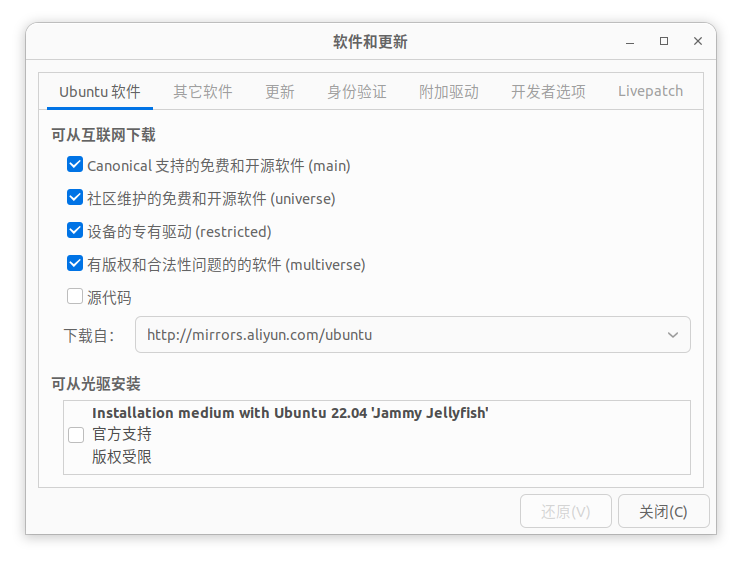 软件和更新
Ubuntu 软件 其它软件 更新 身份验证 附加驱动 开发者选项 Livepatch
可从互联网下载
Canonical 支持的免费和开源软件 (main)
社区维护的免费和开源软件 (universe)
设备的专有驱动 (restricted)
有版权和合法性问题的的软件 (multiverse)
源代码
下载自： http://mirrors.aliyun.com/ubuntu
可从光驱安装
Installation medium with Ubuntu 22.04 'Jammy Jellyfish'
官方支持
版权受限
还原(V) 关闭(C)